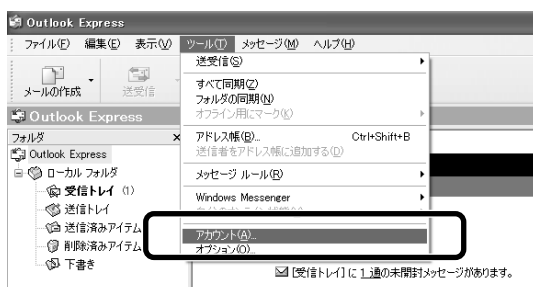 Outlook Express
ファイル(F) 編集(E) 表示(V) ツール(T) メッセージ(M) ヘルプ(H)
メールの作成 送受信
送受信(S)
すべて同期(Z)
フォルダの同期(N)
オフライン用にマーク(K)
アドレス帳(B)... Ctrl+Shift+B
送信者をアドレス帳に追加する(D)
メッセージ ルール(R)
Windows Messenger
アカウント(A)...
オプション(O)...
Outlook Express
フォルダ ×
Outlook Express
ローカル フォルダ
受信トレイ (1)
送信トレイ
送信済みアイテム
削除済みアイテム
下書き
[受信トレイ] に 1 通の未開封メッセージがあります。